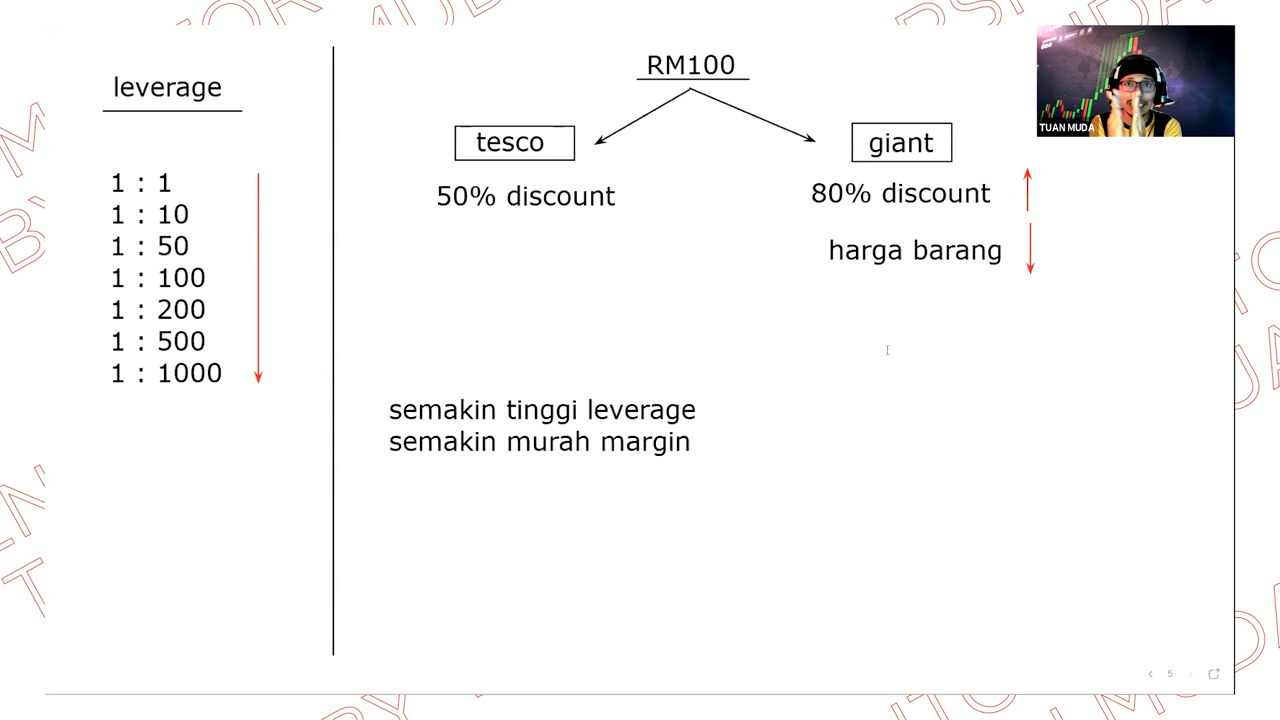 leverage
1 : 1
1 : 10
1 : 50
1 : 100
1 : 200
1 : 500
1 : 1000
RM100
tesco
giant
50% discount
80% discount
harga barang
semakin tinggi leverage
semakin murah margin
TUAN MUDA
5